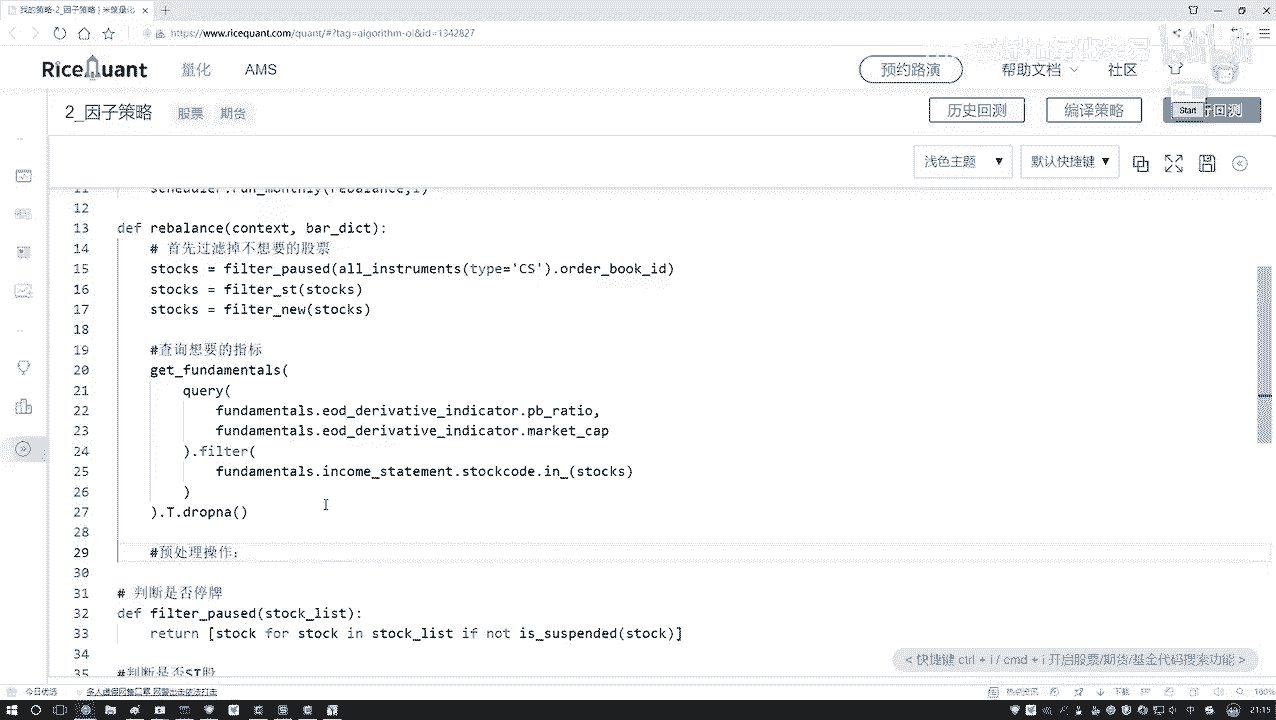 我的策略-2_因子策略 | 米筐量化
https://www.ricequant.com/quant/#?tag=algorithm-ol&id=1342827
RiceQuant 量化 AMS 预约路演 帮助文档 社区
2_因子策略 股票 期货 历史回测 编译策略 Start 回测
浅色主题 默认快捷键
11 scheduler.run_monthly(rebalance,1)
12
13 def rebalance(context, bar_dict):
14 # 首先过滤掉不想要的股票
15 stocks = filter_paused(all_instruments(type='CS').order_book_id)
16 stocks = filter_st(stocks)
17 stocks = filter_new(stocks)
18
19 #查询想要的指标
20 get_fundamentals(
21 query(
22 fundamentals.eod_derivative_indicator.pb_ratio,
23 fundamentals.eod_derivative_indicator.market_cap
24 ).filter(
25 fundamentals.income_statement.stockcode.in_(stocks)
26 )
27 ).T.dropna()
28
29 #预处理操作:
30
31 # 判断是否停牌
32 def filter_paused(stock_list):
33 return [stock for stock in stock_list if not is_suspended(stock)]
34
35 #判断是否ST股
< 快捷键 ctrl + i / cmd + i 开启股票/期货/基金代码搜索功能 >
今日优选 热点资讯 下载 100%
21:15